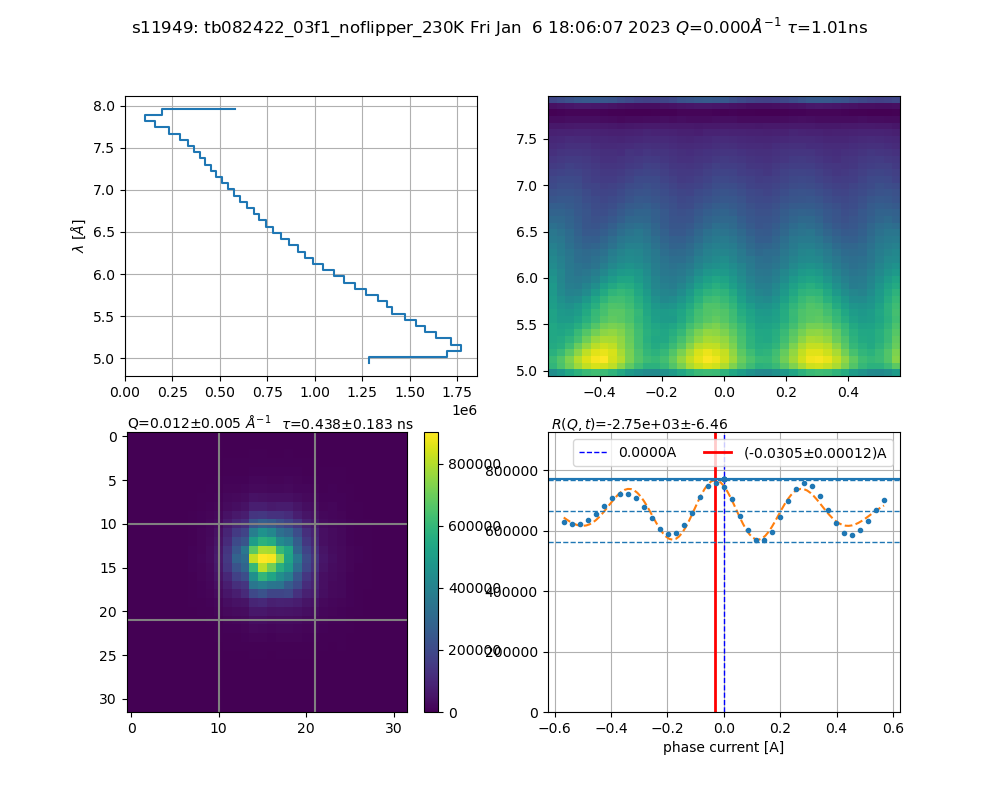 s11949: tb082422_03f1_noflipper_230K Fri Jan 6 18:06:07 2023 Q=0.000Å⁻¹ τ=1.01ns
8.0
7.5
7.0
6.5
6.0
5.5
5.0
λ [Å]
0.00 0.25 0.50 0.75 1.00 1.25 1.50 1.75
1e6
7.5
7.0
6.5
6.0
5.5
5.0
−0.4 −0.2 0.0 0.2 0.4
Q=0.012±0.005 Å⁻¹ τ=0.438±0.183 ns
0
5
10
15
20
25
30
0 10 20 30
800000
600000
400000
200000
0
R(Q, t)=-2.75e+03±-6.46
0.0000A (-0.0305±0.00012)A
800000
600000
400000
200000
0
−0.6 −0.4 −0.2 0.0 0.2 0.4 0.6
phase current [A]